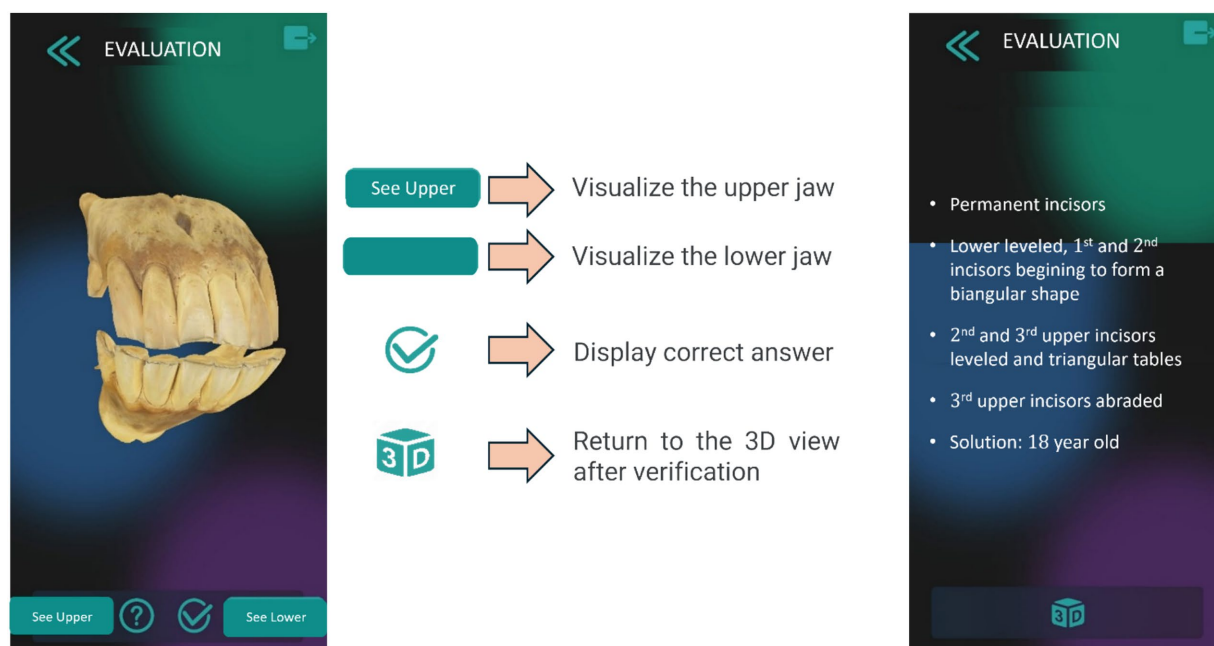 EVALUATION
See Upper
See Lower
See Upper
Visualize the upper jaw
Visualize the lower jaw
Display correct answer
3D
Return to the 3D view
after verification
EVALUATION
• Permanent incisors
• Lower leveled, 1st and 2nd
incisors begining to form a
biangular shape
• 2nd and 3rd upper incisors
leveled and triangular tables
• 3rd upper incisors abraded
• Solution: 18 year old
3D